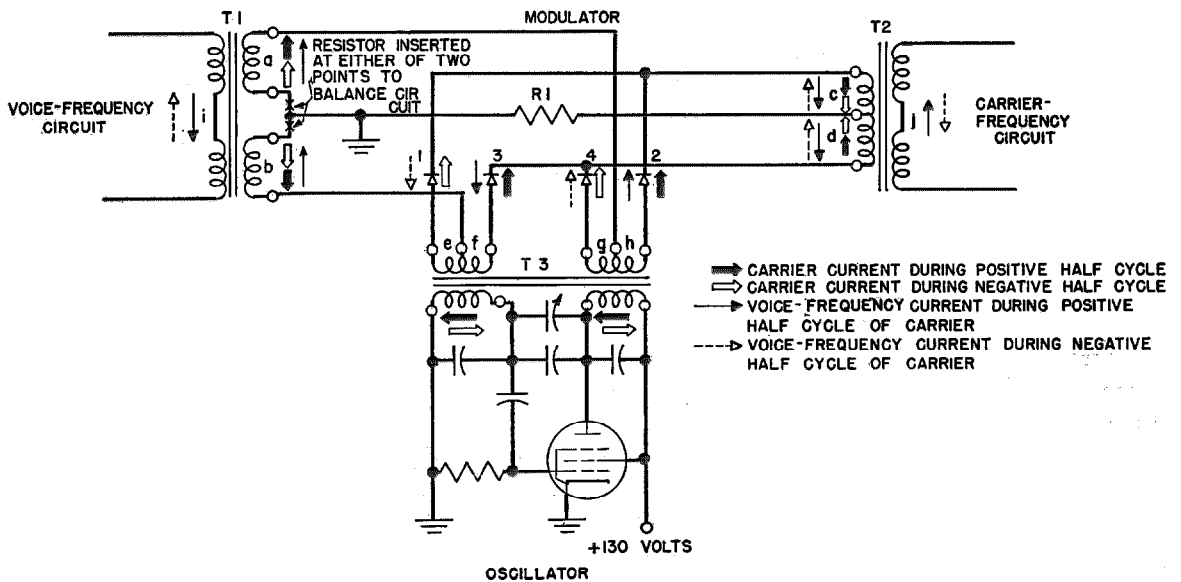 MODULATOR
T1
T2
RESISTOR INSERTED
AT EITHER OF TWO
POINTS TO
BALANCE CIR
CUIT
R1
VOICE-FREQUENCY
CIRCUIT
i
a
b
c
d
j
CARRIER-
FREQUENCY
CIRCUIT
1
3
4
2
e
f
g
h
T3
CARRIER CURRENT DURING POSITIVE HALF CYCLE
CARRIER CURRENT DURING NEGATIVE HALF CYCLE
VOICE-FREQUENCY CURRENT DURING POSITIVE
HALF CYCLE OF CARRIER
VOICE-FREQUENCY CURRENT DURING NEGATIVE
HALF CYCLE OF CARRIER
+130 VOLTS
OSCILLATOR